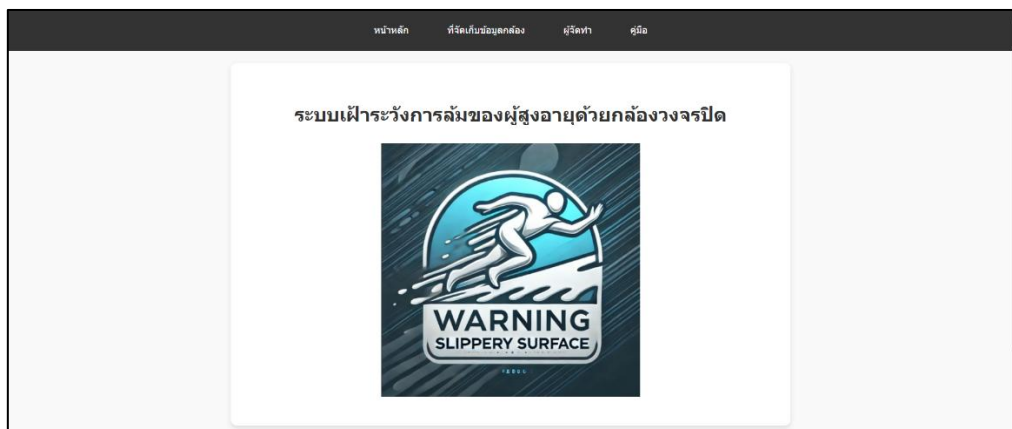 หน้าหลัก ที่จัดเก็บข้อมูลกล้อง ผู้จัดทำ คู่มือ
ระบบเฝ้าระวังการล้มของผู้สูงอายุด้วยกล้องวงจรปิด
WARNING
SLIPPERY SURFACE